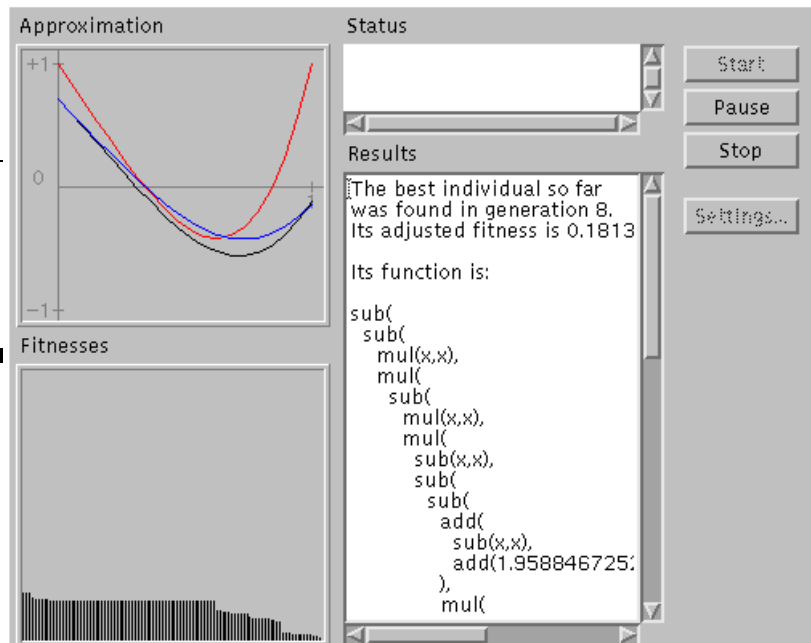 Approximation
+1
0
1
−1
Fitnesses
Status
Results
The best individual so far
was found in generation 8.
Its adjusted fitness is 0.1813
Its function is:
sub(
sub(
mul(x,x),
mul(
sub(
mul(x,x),
mul(
sub(x,x),
sub(
sub(
add(
sub(x,x),
add(1.9588467252
),
mul(
Start
Pause
Stop
Settings...